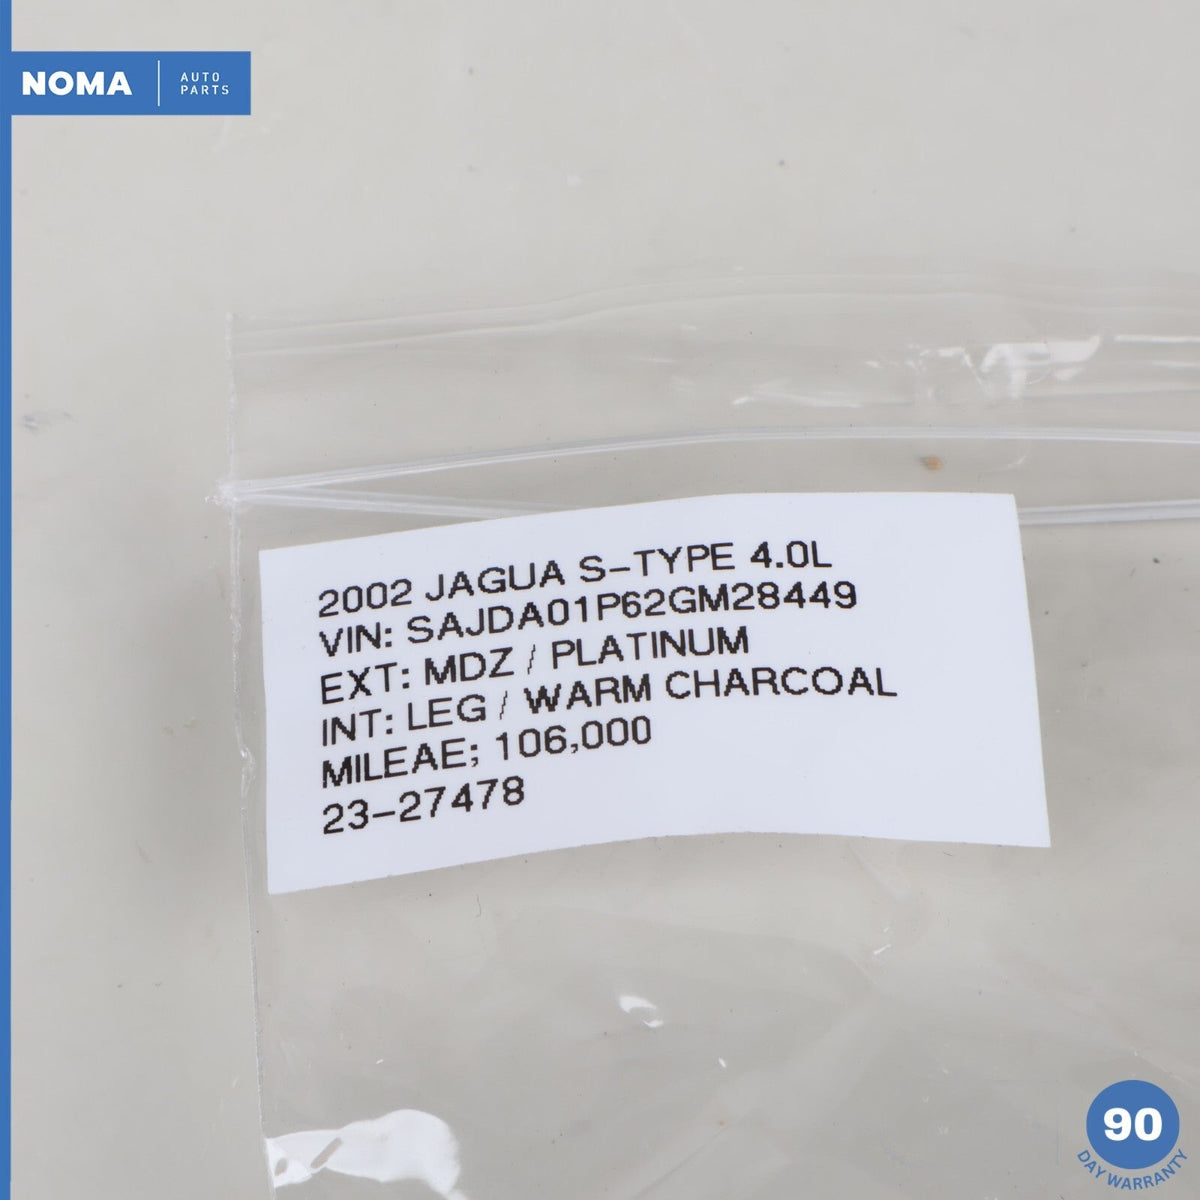 NOMA
AUTO
PARTS
2002 JAGUA S-TYPE 4.0L
VIN: SAJDA01P62GM28449
EXT: MDZ / PLATINUM
INT: LEG / WARM CHARCOAL
MILEAE; 106,000
23-27478
90
DAY WARRANTY